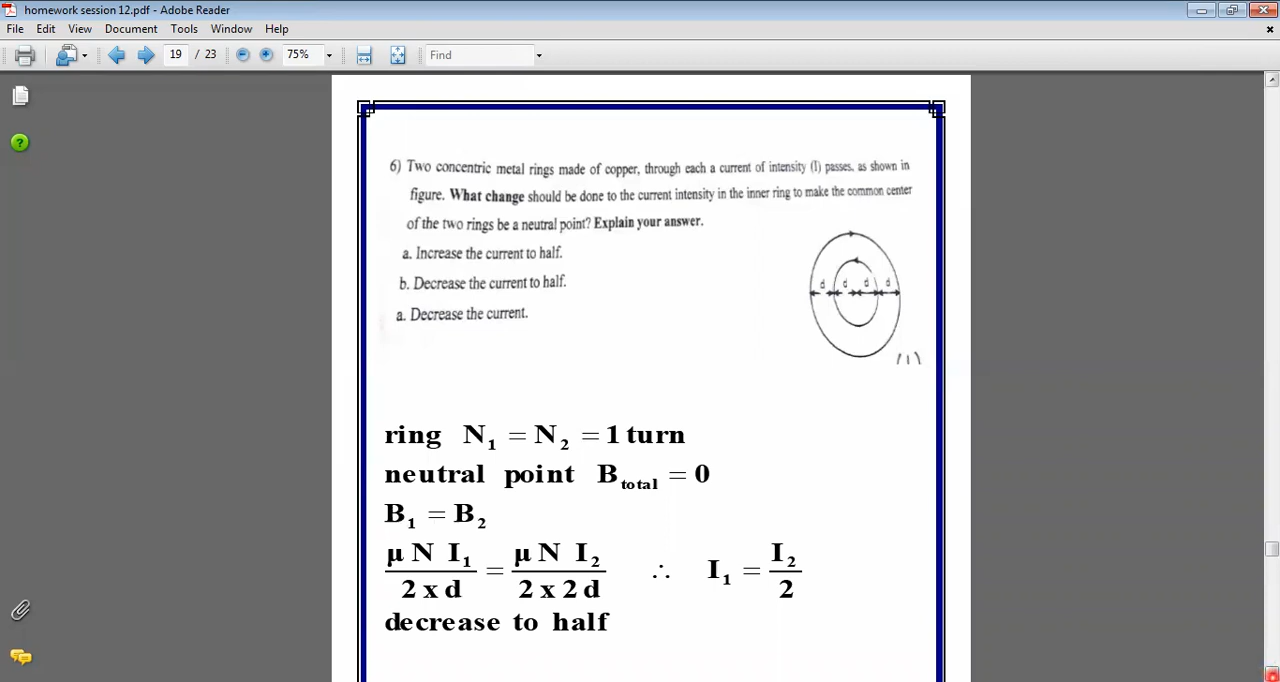 homework session 12.pdf - Adobe Reader
File Edit View Document Tools Window Help
19 / 23 75% Find
6) Two concentric metal rings made of copper, through each a current of intensity (I) passes, as shown in
figure. What change should be done to the current intensity in the inner ring to make the common center
of the two rings be a neutral point? Explain your answer.
a. Increase the current to half.
b. Decrease the current to half.
a. Decrease the current.
d d d d
(1)
ring N₁ = N₂ = 1 turn
neutral point B_total = 0
B₁ = B₂
μ N I₁ / 2 x d = μ N I₂ / 2 x 2 d ∴ I₁ = I₂ / 2
decrease to half